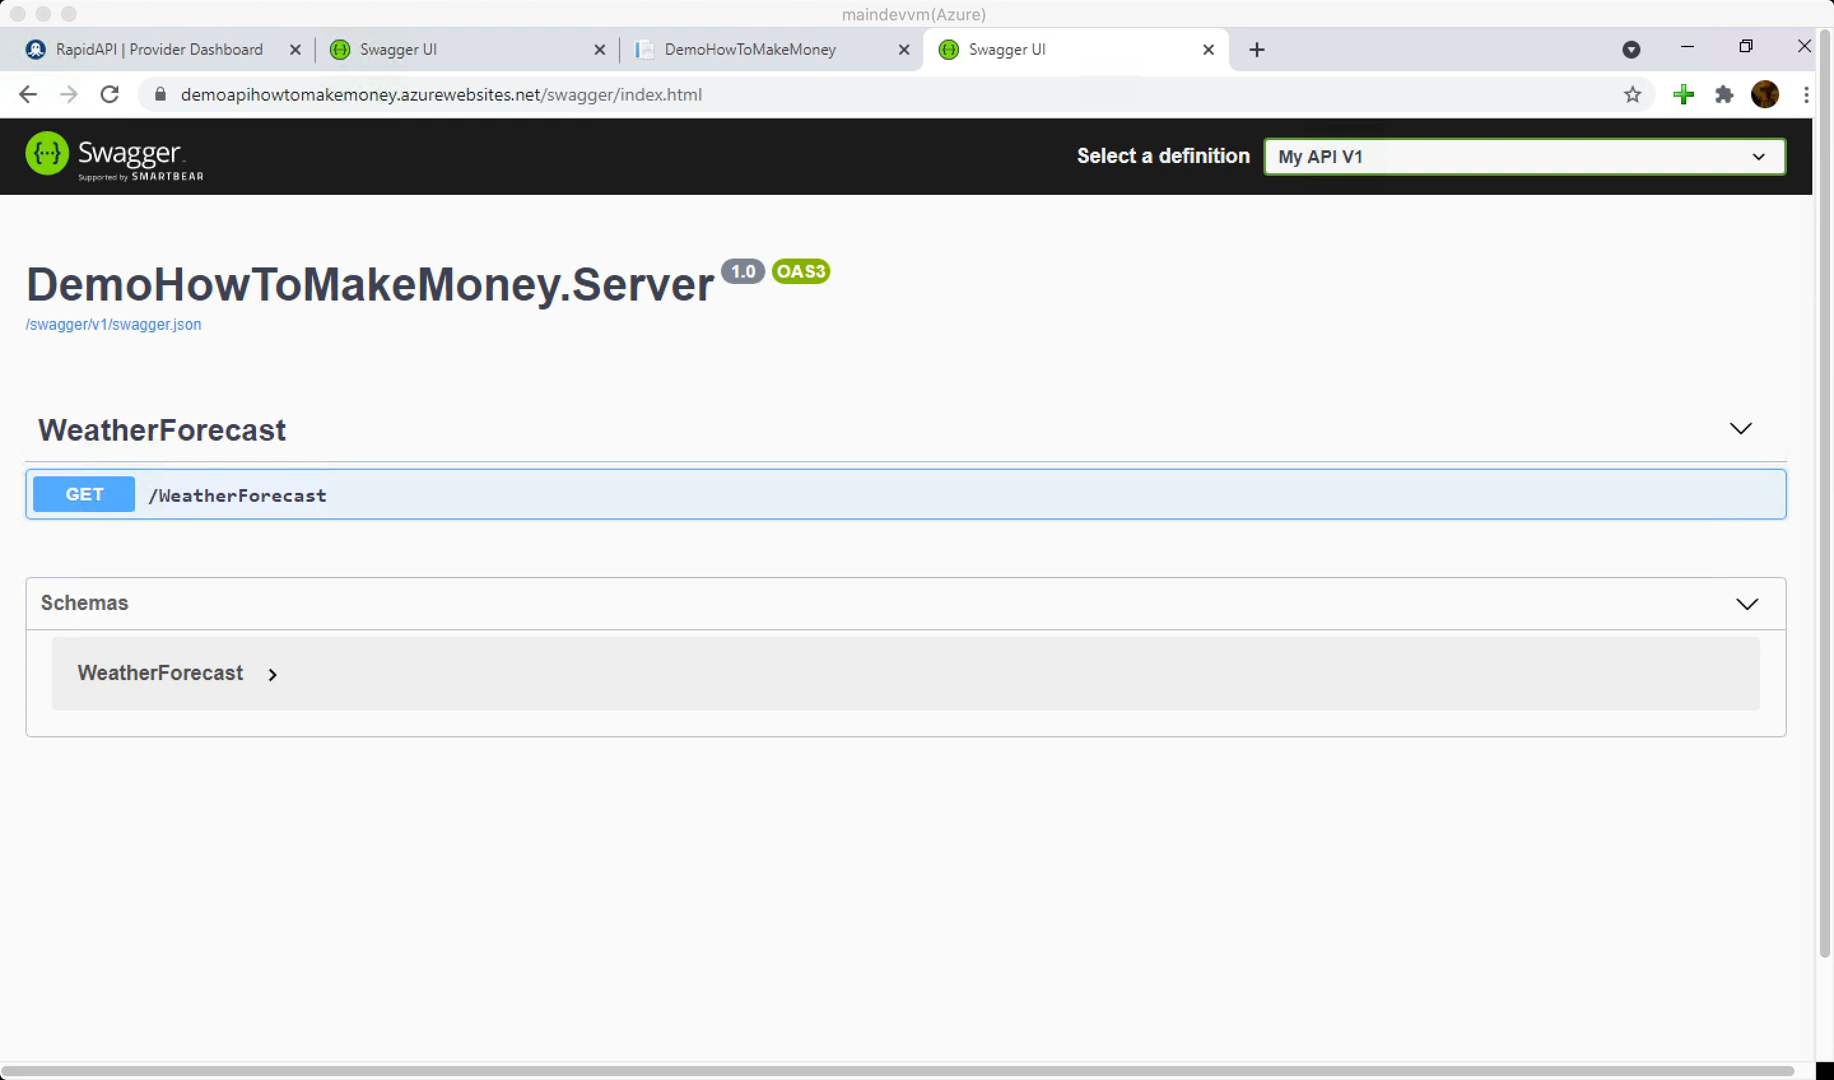 maindevvm(Azure)
RapidAPI | Provider Dashboard
Swagger UI
DemoHowToMakeMoney
Swagger UI
demoapihowtomakemoney.azurewebsites.net/swagger/index.html
Swagger
Supported by SMARTBEAR
Select a definition
My API V1
DemoHowToMakeMoney.Server 1.0 OAS3
/swagger/v1/swagger.json
WeatherForecast
GET /WeatherForecast
Schemas
WeatherForecast